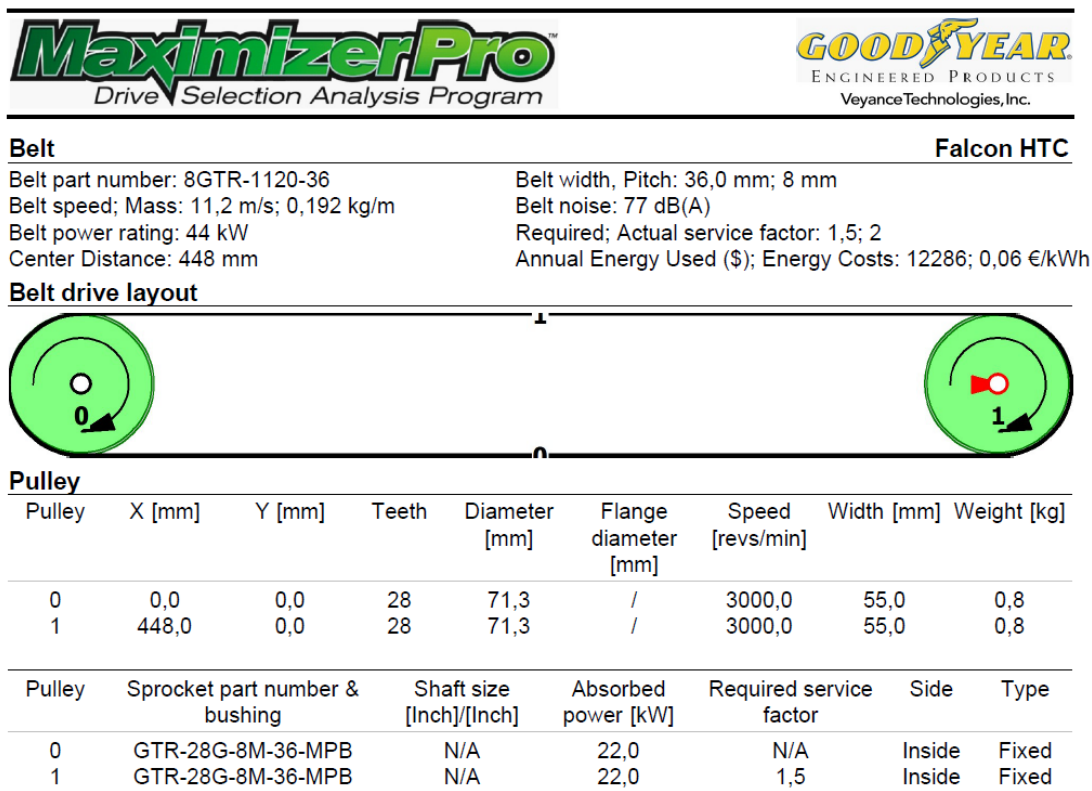 MaximizerPro™
Drive Selection Analysis Program
GOODYEAR
ENGINEERED PRODUCTS
Veyance Technologies, Inc.
Belt Falcon HTC
Belt part number: 8GTR-1120-36 Belt width, Pitch: 36,0 mm; 8 mm
Belt speed; Mass: 11,2 m/s; 0,192 kg/m Belt noise: 77 dB(A)
Belt power rating: 44 kW Required; Actual service factor: 1,5; 2
Center Distance: 448 mm Annual Energy Used ($); Energy Costs: 12286; 0,06 €/kWh
Belt drive layout
1
0 1
0
Pulley
Pulley X [mm] Y [mm] Teeth Diameter Flange Speed Width [mm] Weight [kg]
[mm] diameter [revs/min]
[mm]
0 0,0 0,0 28 71,3 / 3000,0 55,0 0,8
1 448,0 0,0 28 71,3 / 3000,0 55,0 0,8
Pulley Sprocket part number & Shaft size Absorbed Required service Side Type
bushing [Inch]/[Inch] power [kW] factor
0 GTR-28G-8M-36-MPB N/A 22,0 N/A Inside Fixed
1 GTR-28G-8M-36-MPB N/A 22,0 1,5 Inside Fixed